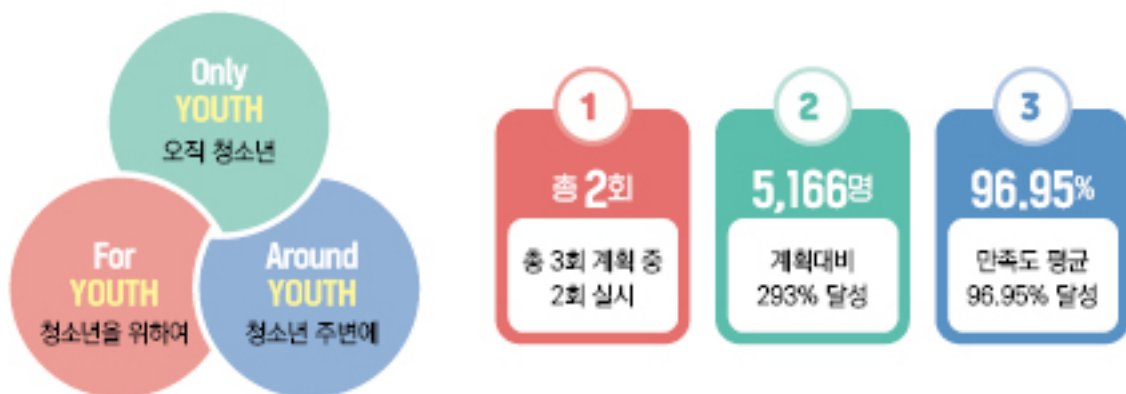 Only
YOUTH
오직 청소년
For
YOUTH
청소년을 위하여
Around
YOUTH
청소년 주변에
1
총 2회
총 3회 계획 중
2회 실시
2
5,166명
계획대비
293% 달성
3
96.95%
만족도 평균
96.95% 달성